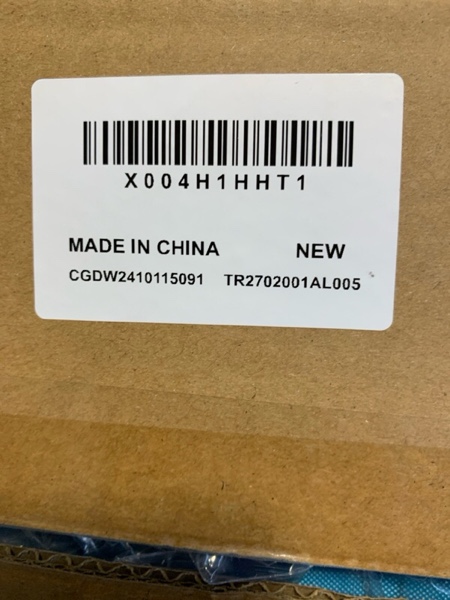 X004H1HHT1
MADE IN CHINA NEW
CGDW2410115091 TR2702001AL005